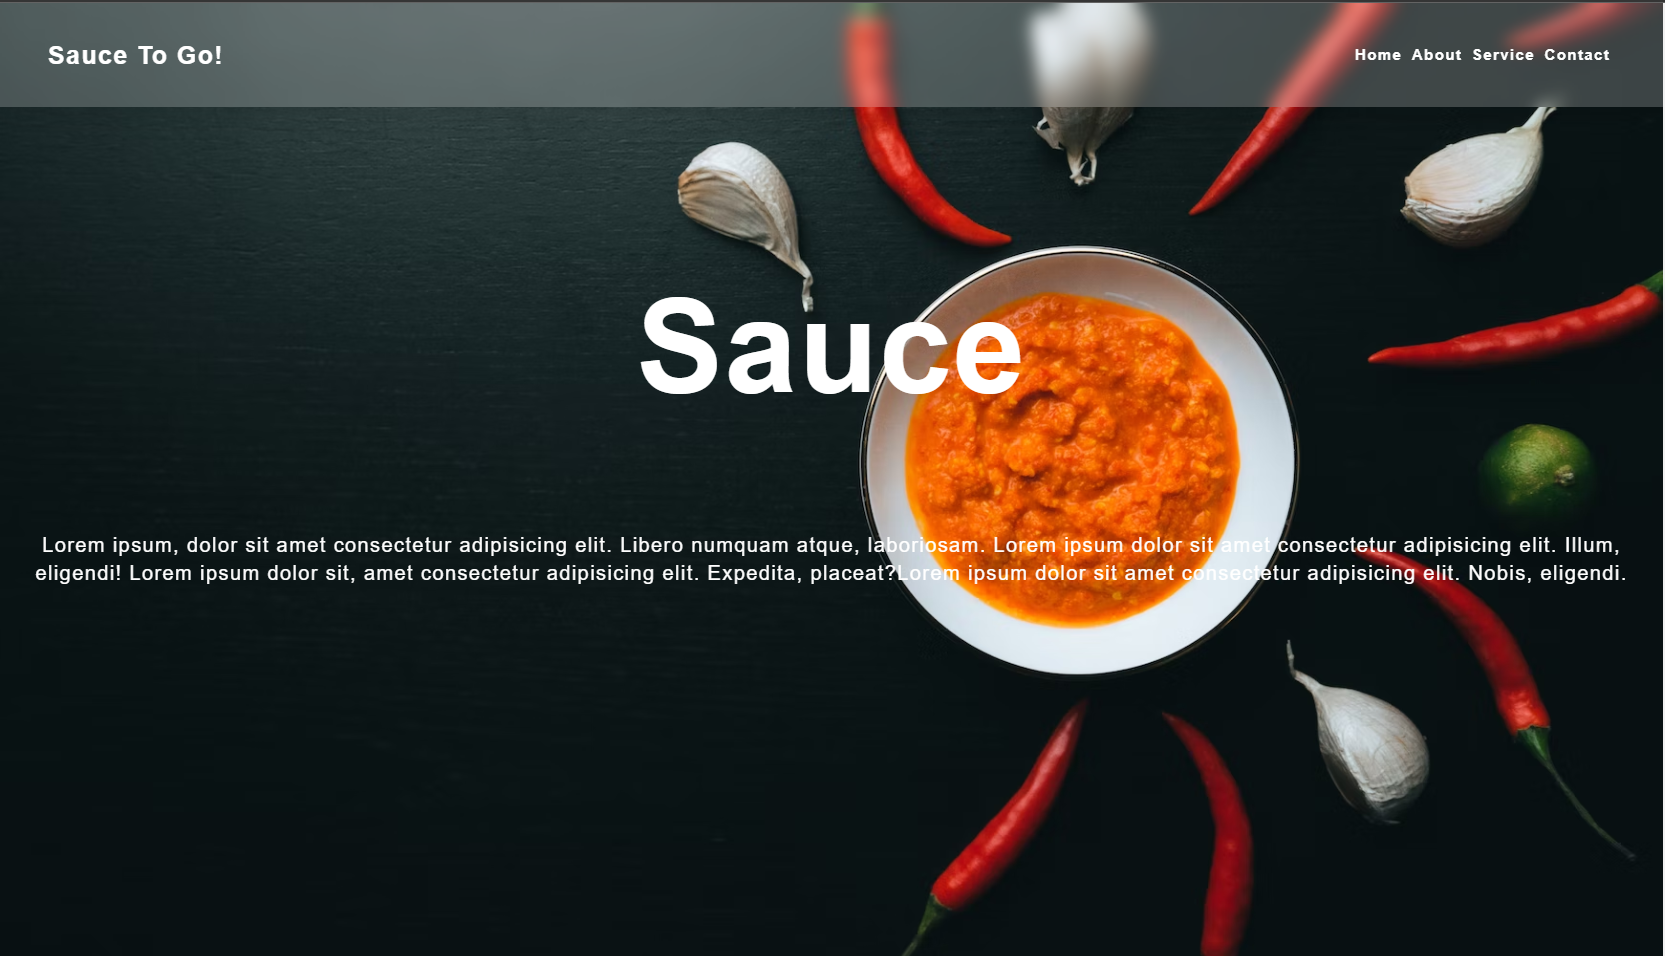 Sauce To Go!
Home About Service Contact
Sauce
Lorem ipsum, dolor sit amet consectetur adipisicing elit. Libero numquam atque, laboriosam. Lorem ipsum dolor sit amet consectetur adipisicing elit. Illum,
eligendi! Lorem ipsum dolor sit, amet consectetur adipisicing elit. Expedita, placeat?Lorem ipsum dolor sit amet consectetur adipisicing elit. Nobis, eligendi.